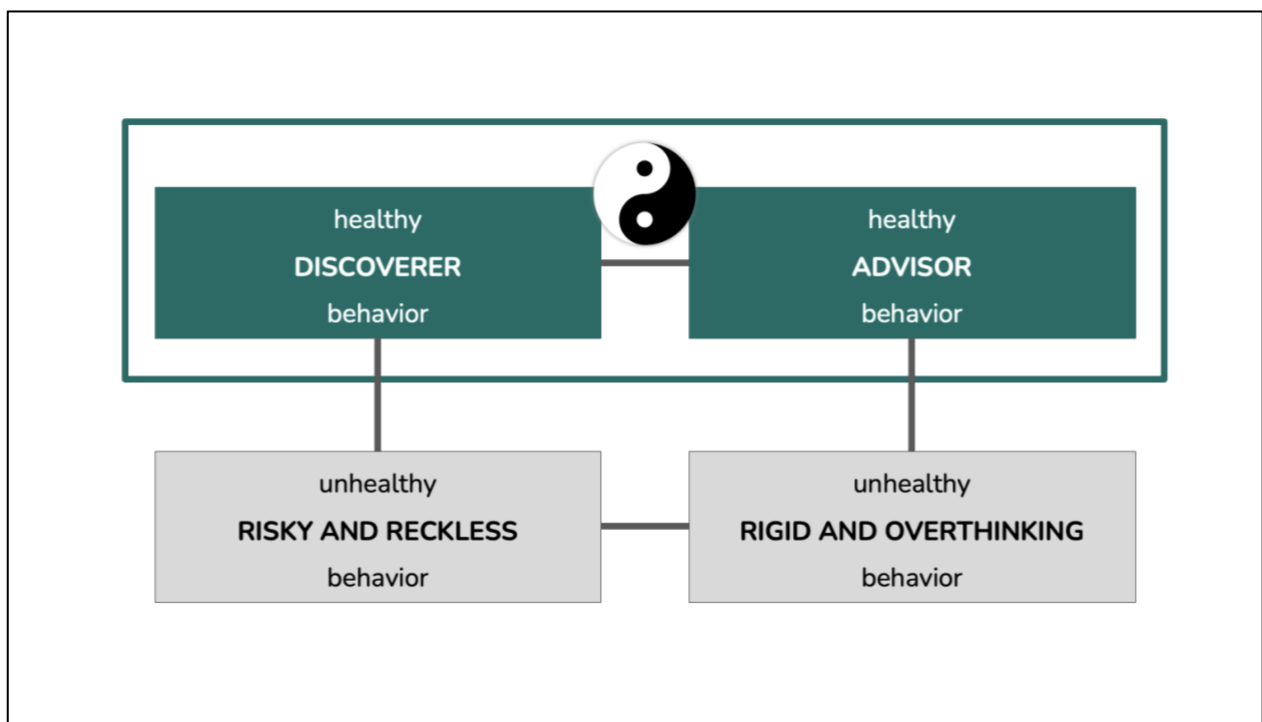 healthy
DISCOVERER
behavior
healthy
ADVISOR
behavior
unhealthy
RISKY AND RECKLESS
behavior
unhealthy
RIGID AND OVERTHINKING
behavior